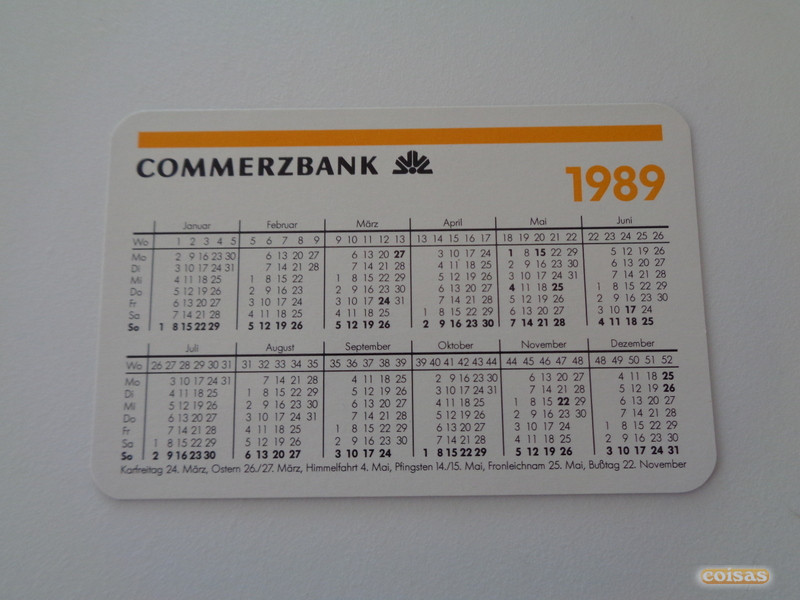 COMMERZBANK
1989
Januar Februar März April Mai Juni
Wo 1 2 3 4 5 5 6 7 8 9 9 10 11 12 13 13 14 15 16 17 18 19 20 21 22 22 23 24 25 26
Mo 2 9 16 23 30 6 13 20 27 6 13 20 27 3 10 17 24 1 8 15 22 29 5 12 19 26
Di 3 10 17 24 31 7 14 21 28 7 14 21 28 4 11 18 25 2 9 16 23 30 6 13 20 27
Mi 4 11 18 25 1 8 15 22 1 8 15 22 29 5 12 19 26 3 10 17 24 31 7 14 21 28
Do 5 12 19 26 2 9 16 23 2 9 16 23 30 6 13 20 27 4 11 18 25 1 8 15 22 29
Fr 6 13 20 27 3 10 17 24 3 10 17 24 31 7 14 21 28 5 12 19 26 2 9 16 23 30
Sa 7 14 21 28 4 11 18 25 4 11 18 25 1 8 15 22 29 6 13 20 27 3 10 17 24
So 1 8 15 22 29 5 12 19 26 5 12 19 26 2 9 16 23 30 7 14 21 28 4 11 18 25
Juli August September Oktober November Dezember
Wo 26 27 28 29 30 31 31 32 33 34 35 35 36 37 38 39 39 40 41 42 43 44 44 45 46 47 48 48 49 50 51 52
Mo 3 10 17 24 31 7 14 21 28 4 11 18 25 2 9 16 23 30 6 13 20 27 4 11 18 25
Di 4 11 18 25 1 8 15 22 29 5 12 19 26 3 10 17 24 31 7 14 21 28 5 12 19 26
Mi 5 12 19 26 2 9 16 23 30 6 13 20 27 4 11 18 25 1 8 15 22 29 6 13 20 27
Do 6 13 20 27 3 10 17 24 31 7 14 21 28 5 12 19 26 2 9 16 23 30 7 14 21 28
Fr 7 14 21 28 4 11 18 25 1 8 15 22 29 6 13 20 27 3 10 17 24 1 8 15 22 29
Sa 1 8 15 22 29 5 12 19 26 2 9 16 23 30 7 14 21 28 4 11 18 25 2 9 16 23 30
So 2 9 16 23 30 6 13 20 27 3 10 17 24 1 8 15 22 29 5 12 19 26 3 10 17 24 31
Karfreitag 24. März, Ostern 26./27. März, Himmelfahrt 4. Mai, Pfingsten 14./15. Mai, Fronleichnam 25. Mai, Bußtag 22. November
coisas